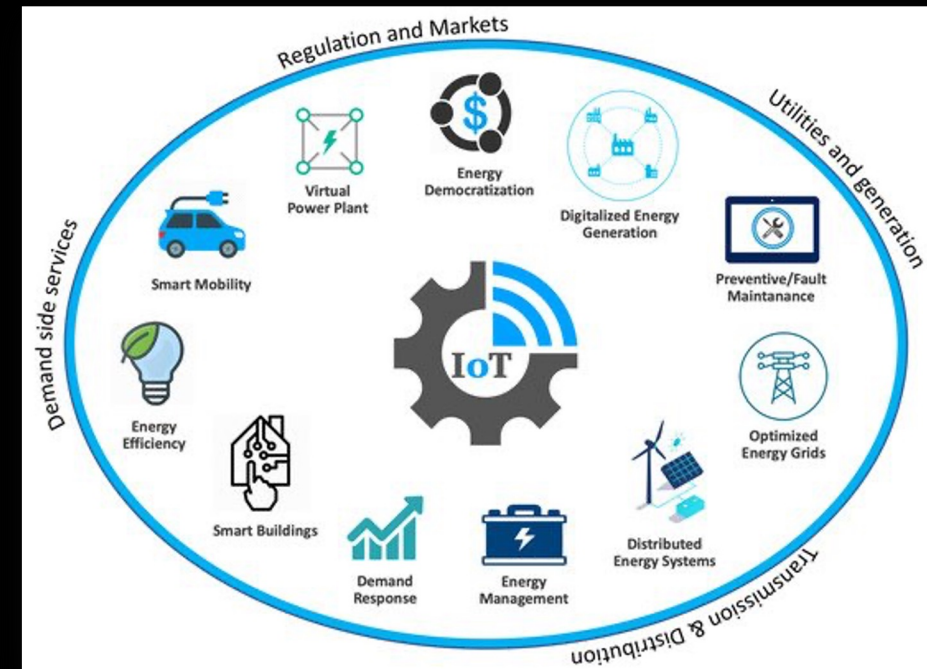 Regulation and Markets
Utilities and generation
Demand side services
Transmission & Distribution
Virtual
Power Plant
Energy
Democratization
Digitalized Energy
Generation
Smart Mobility
Preventive/Fault
Maintanance
IoT
Energy
Efficiency
Optimized
Energy Grids
Smart Buildings
Distributed
Energy Systems
Demand
Response
Energy
Management